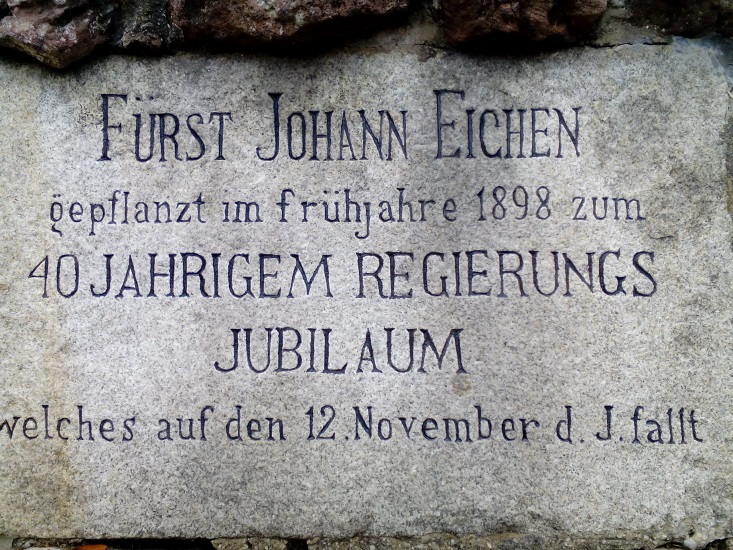 FÜRST JOHANN EICHEN
gepflanzt im frühjahre 1898 zum
40 JAHRIGEM REGIERUNGS
JUBILAUM
welches auf den 12. November d. J. fallt